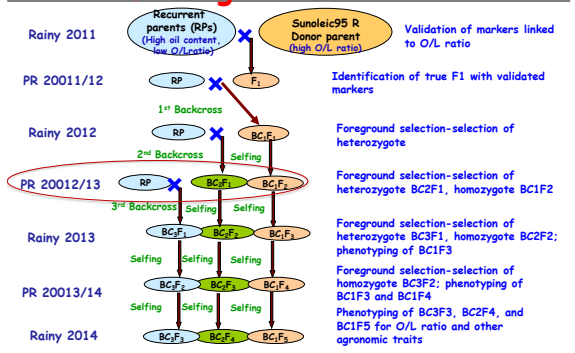 Rainy 2011
Recurrent
parents (RPs)
(High oil content,
low O/Lratio)
Sunoleic95 R
Donor parent
(high O/L ratio)
Validation of markers linked
to O/L ratio
PR 20011/12
RP
F1
Identification of true F1 with validated
markers
1st Backcross
Rainy 2012
RP
BC1F1
Foreground selection-selection of
heterozygote
2nd Backcross
Selfing
PR 20012/13
RP
BC2F1
BC1F2
Foreground selection-selection of
heterozygote BC2F1, homozygote BC1F2
3rd Backcross
Selfing
Selfing
Rainy 2013
BC3F1
BC2F2
BC1F3
Foreground selection-selection of
heterozygote BC3F1, homozygote BC2F2;
phenotyping of BC1F3
Selfing
Selfing
Selfing
PR 20013/14
BC3F2
BC2F3
BC1F4
Foreground selection-selection of
homozygote BC3F2; phenotyping of
BC1F3 and BC1F4
Selfing
Selfing
Selfing
Rainy 2014
BC3F3
BC2F4
BC1F5
Phenotyping of BC3F3, BC2F4, and
BC1F5 for O/L ratio and other
agronomic traits